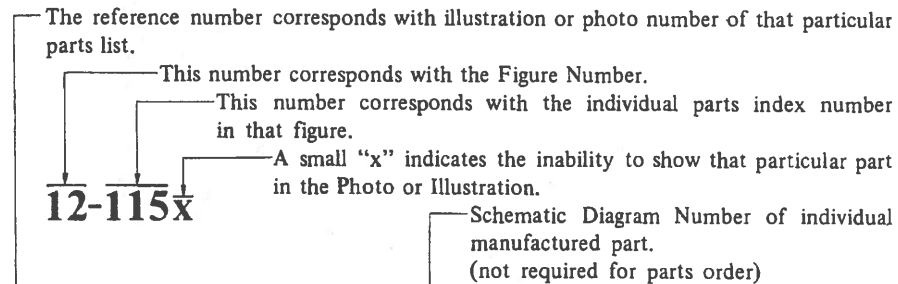 The reference number corresponds with illustration or photo number of that particular
parts list.
This number corresponds with the Figure Number.
This number corresponds with the individual parts index number
in that figure.
A small “x” indicates the inability to show that particular part
in the Photo or Illustration.
12-115x
Schematic Diagram Number of individual
manufactured part.
(not required for parts order)